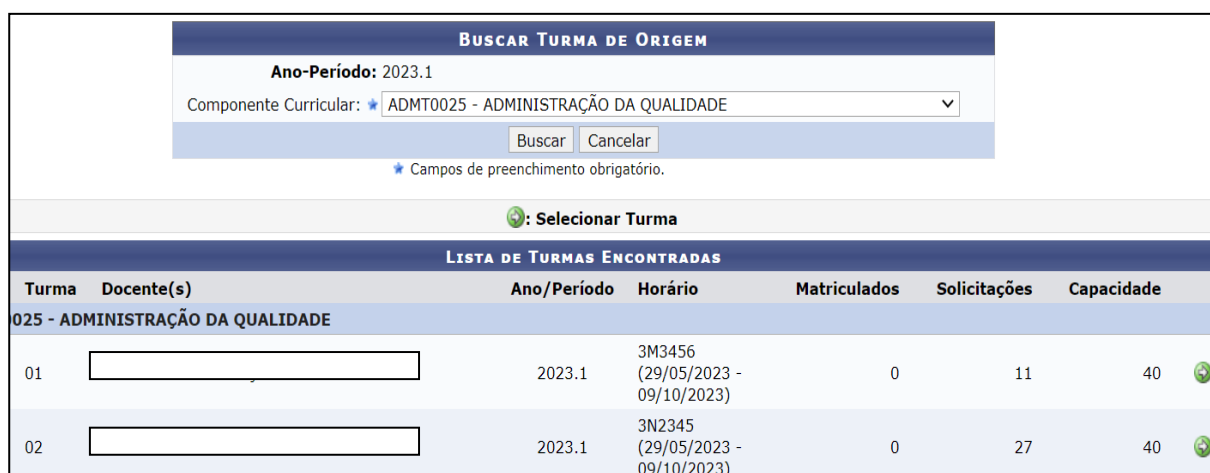 BUSCAR TURMA DE ORIGEM
Ano-Período: 2023.1
Componente Curricular: ADMT0025 - ADMINISTRAÇÃO DA QUALIDADE
Buscar Cancelar
Campos de preenchimento obrigatório.
: Selecionar Turma
LISTA DE TURMAS ENCONTRADAS
Turma Docente(s) Ano/Período Horário Matriculados Solicitações Capacidade
0025 - ADMINISTRAÇÃO DA QUALIDADE
01 2023.1 3M3456 (29/05/2023 - 09/10/2023) 0 11 40
02 2023.1 3N2345 (29/05/2023 - 09/10/2023) 0 27 40